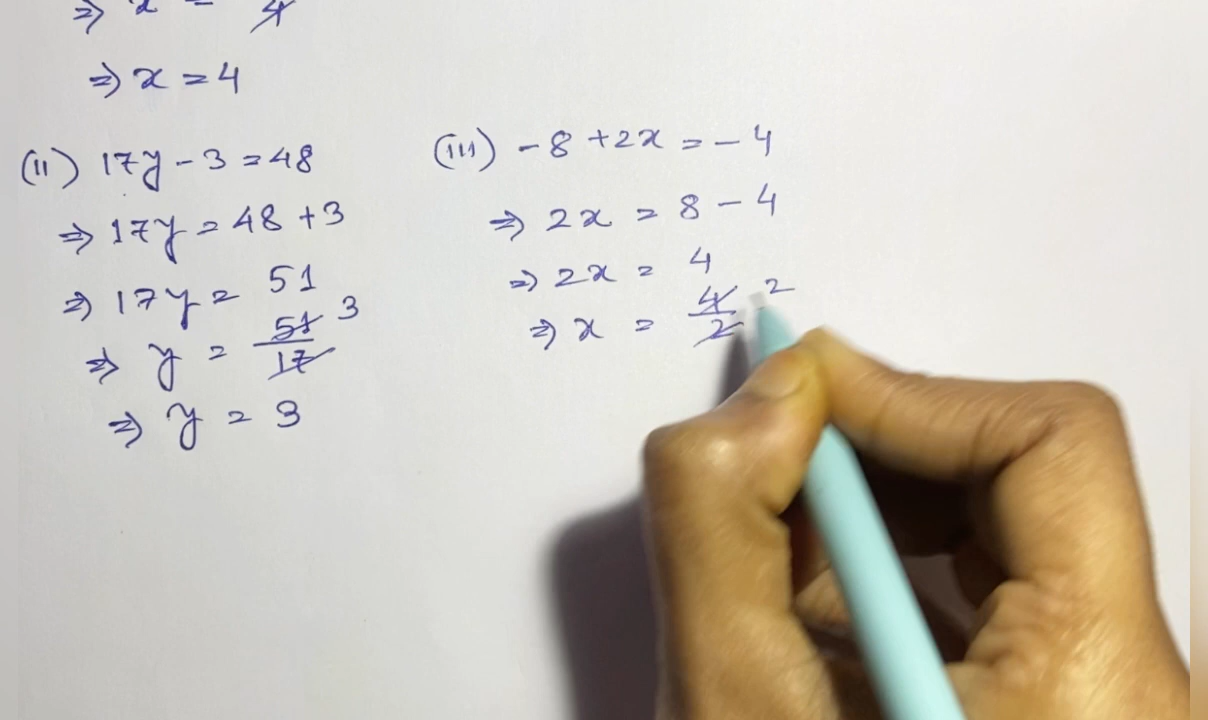 ⇒ x = 4
⇒ x = 4
(ii) 17y - 3 = 48
⇒ 17y = 48 + 3
⇒ 17y = 51
⇒ y = 51/17 3
⇒ y = 3
(iii) - 8 + 2x = - 4
⇒ 2x = 8 - 4
⇒ 2x = 4
⇒ x = 4/2 2